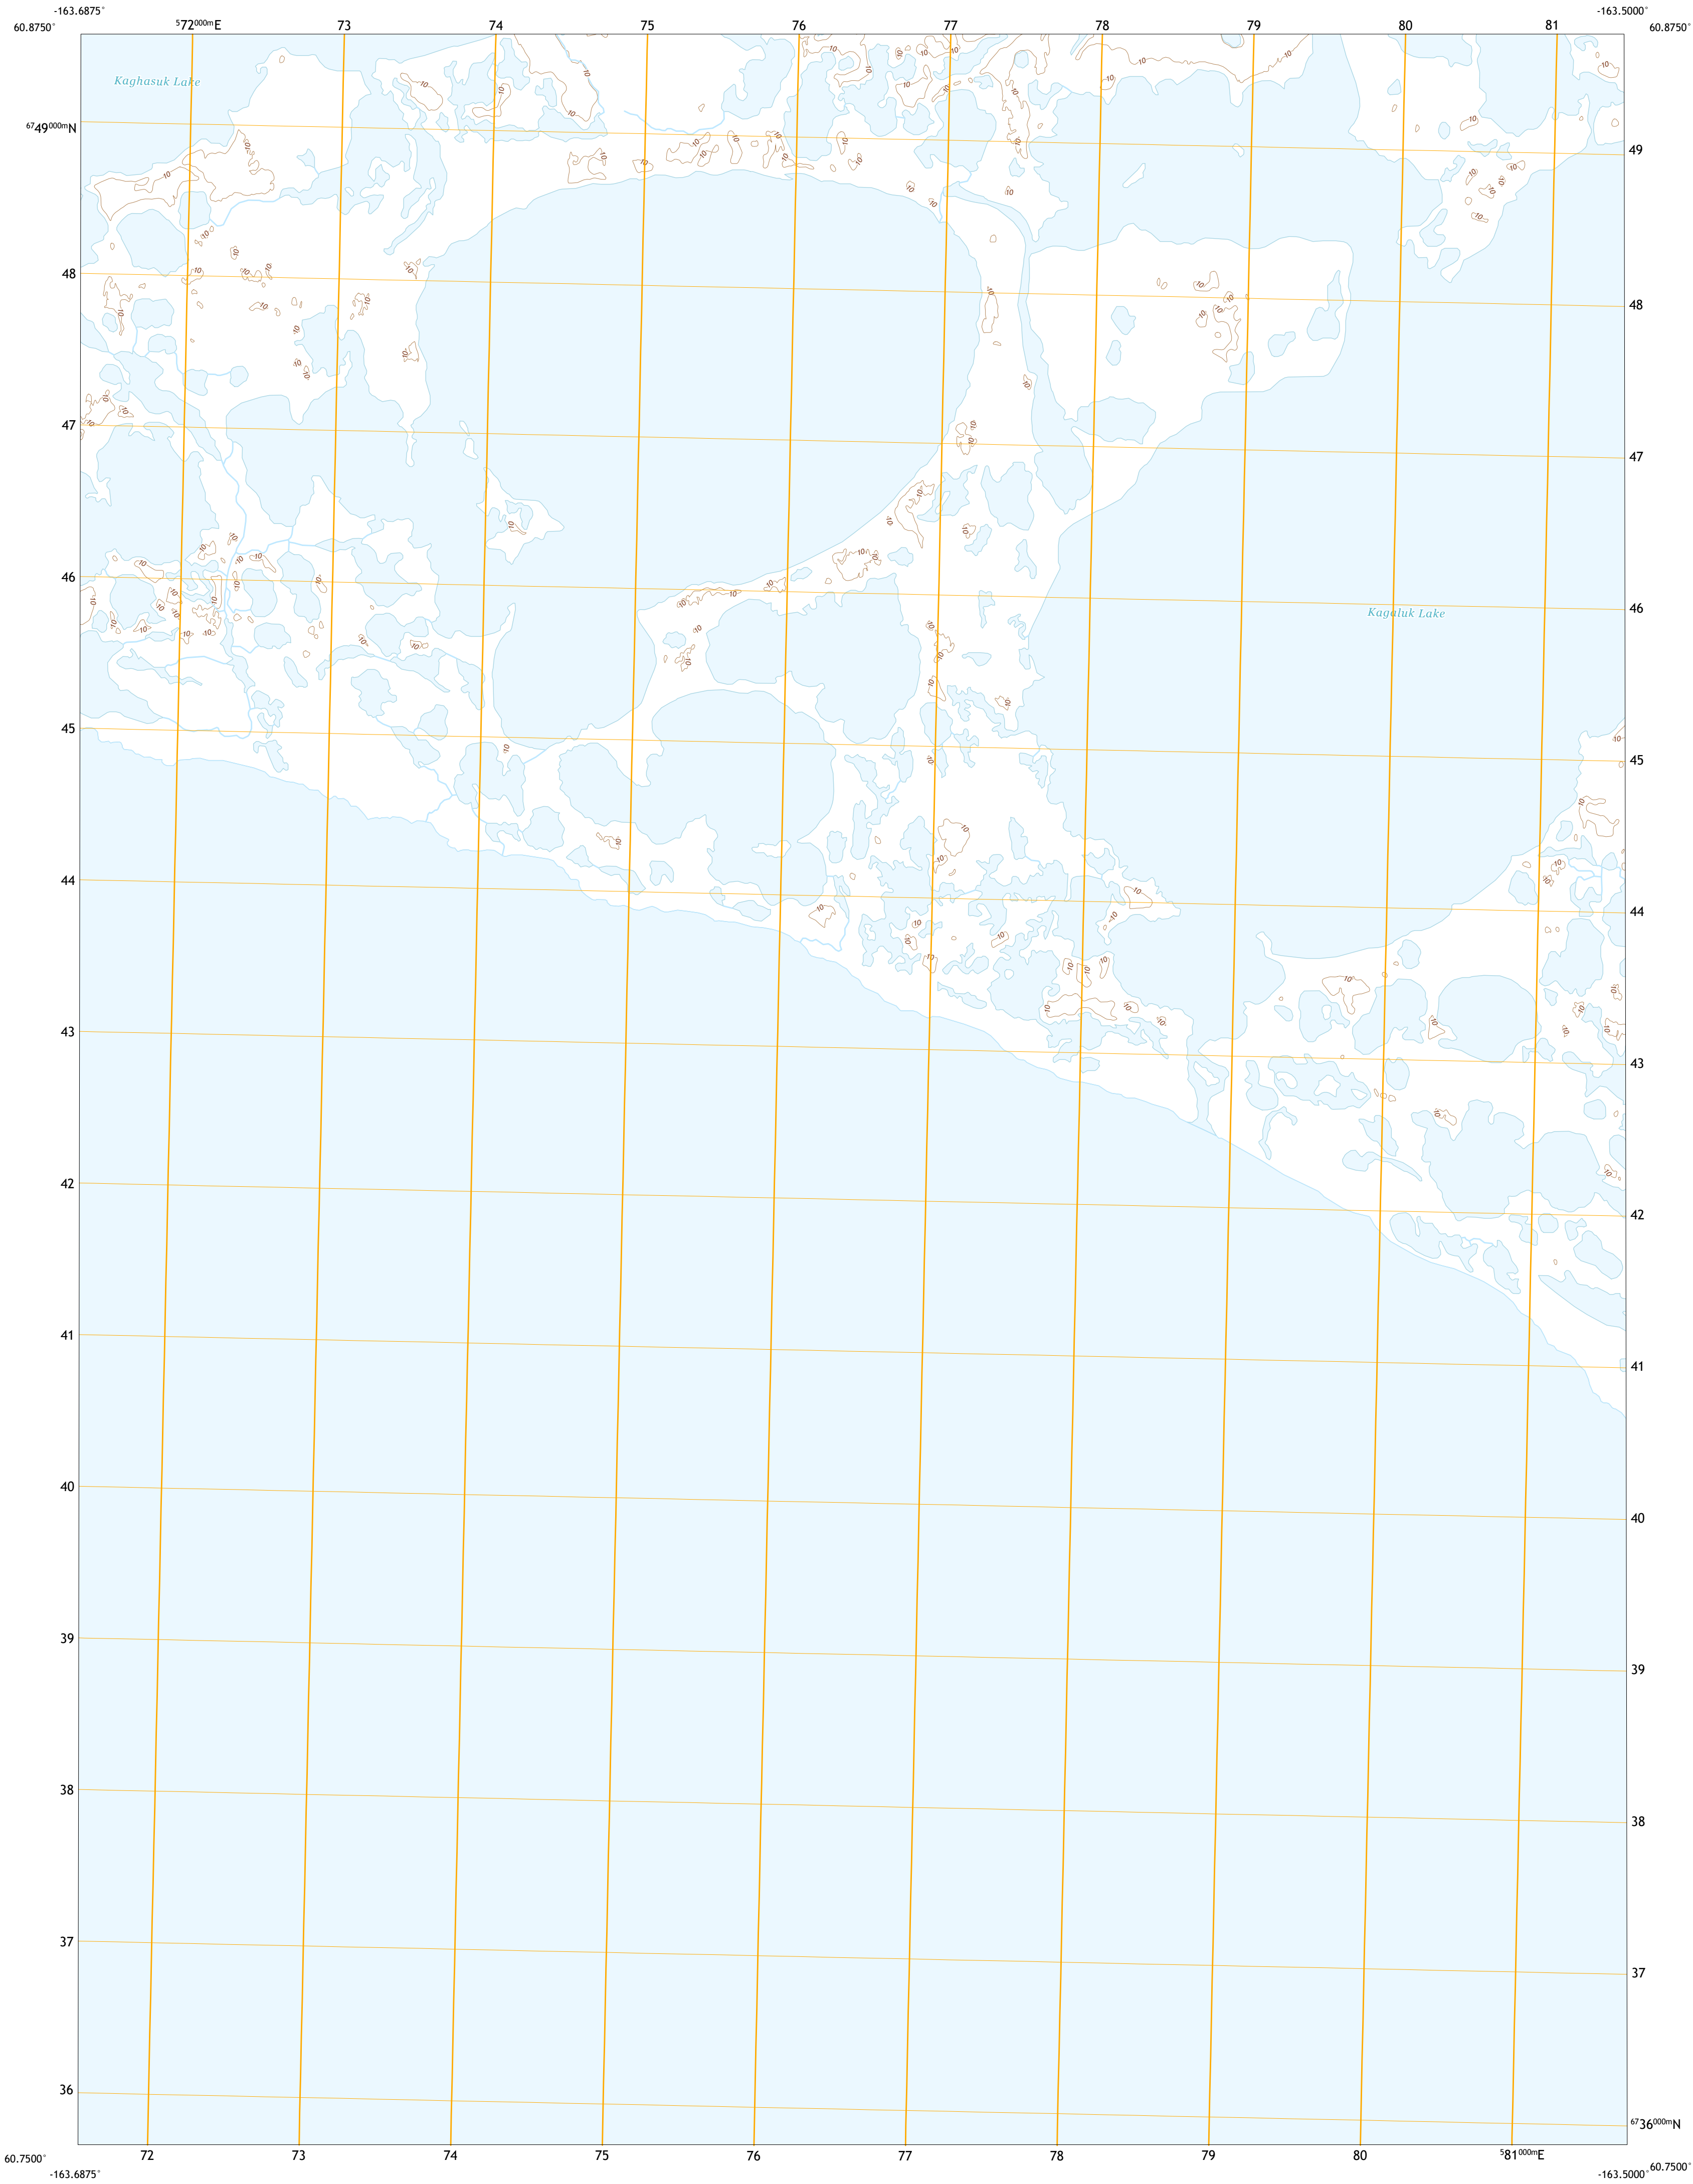 -163.6875° -163.5000°
60.8750° ⁵72⁰⁰⁰ᵐE 73 74 75 76 77 78 79 80 81 60.8750°
Kaghasuk Lake
⁶⁷49⁰⁰⁰ᵐN 49
48 48
47 47
46 46
Kagaluk Lake
45 45
44 44
43 43
42 42
41 41
40 40
39 39
38 38
37 37
36 ⁶⁷36⁰⁰⁰ᵐN
60.7500° 72 73 74 75 76 77 78 79 80 ⁵81⁰⁰⁰ᵐE 60.7500°
-163.6875° -163.5000°